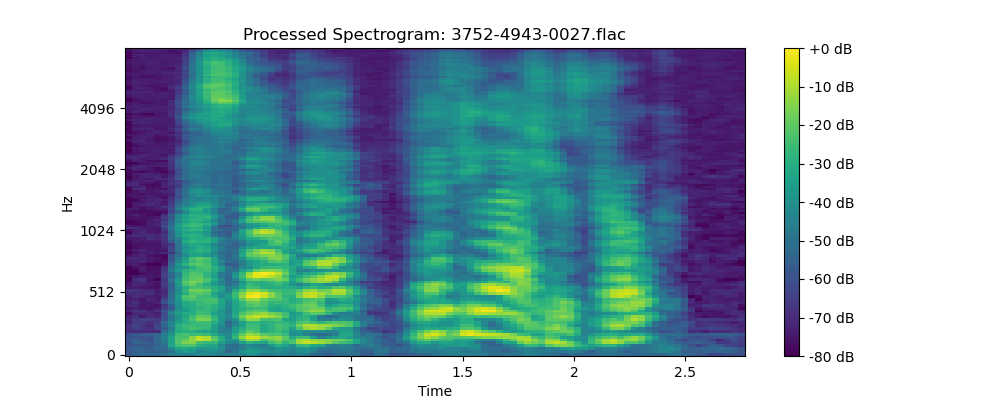 Processed Spectrogram: 3752-4943-0027.flac
+0 dB
-10 dB
4096
-20 dB
-30 dB
2048
Hz
-40 dB
1024
-50 dB
-60 dB
512
-70 dB
0
-80 dB
0 0.5 1 1.5 2 2.5
Time